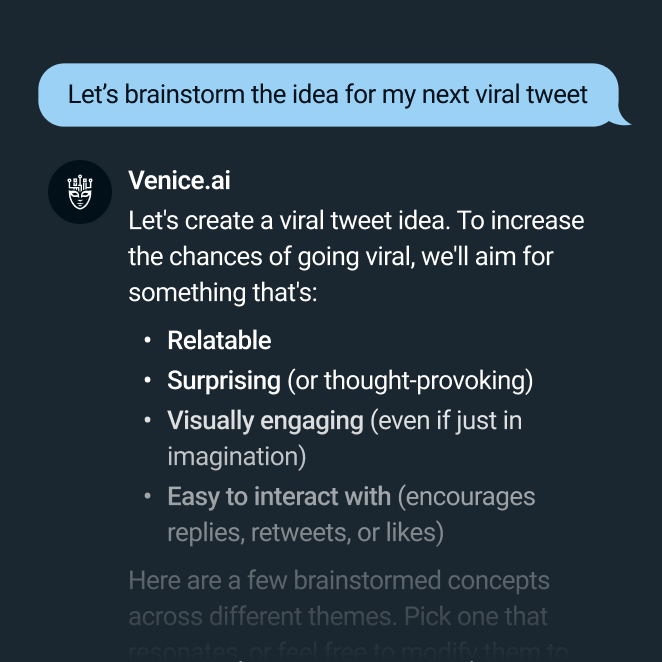 Let's brainstorm the idea for my next viral tweet
Venice.ai
Let's create a viral tweet idea. To increase
the chances of going viral, we'll aim for
something that's:
• Relatable
• Surprising (or thought-provoking)
• Visually engaging (even if just in
imagination)
• Easy to interact with (encourages
replies, retweets, or likes)
Here are a few brainstormed concepts
across different themes. Pick one that
resonates, or feel free to modify them to